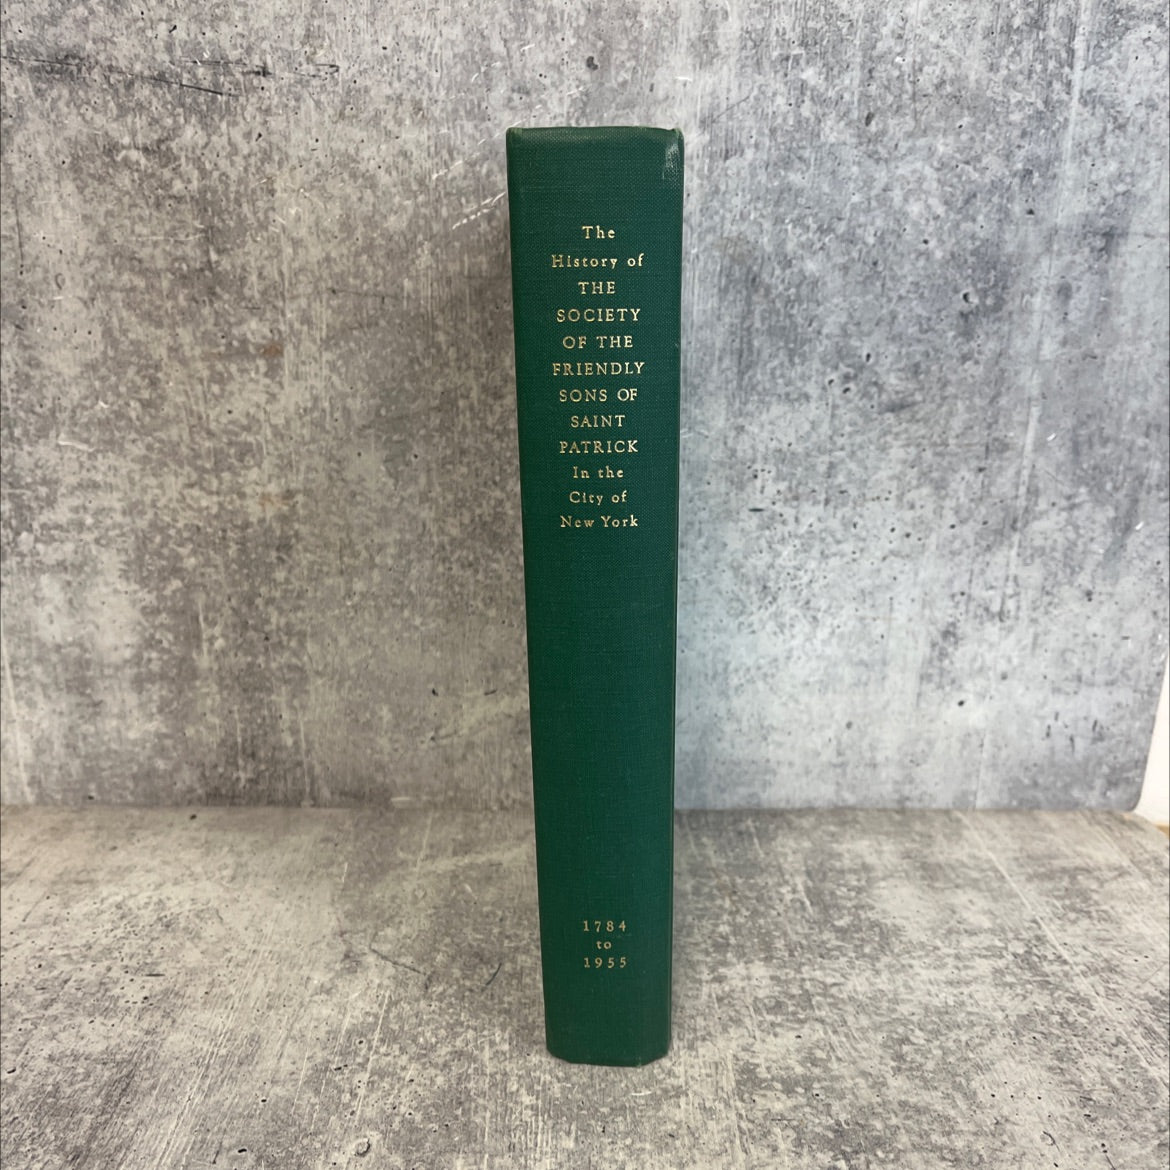 The
History of
THE
SOCIETY
OF THE
FRIENDLY
SONS OF
SAINT
PATRICK
In the
City of
New York
1784
to
1955